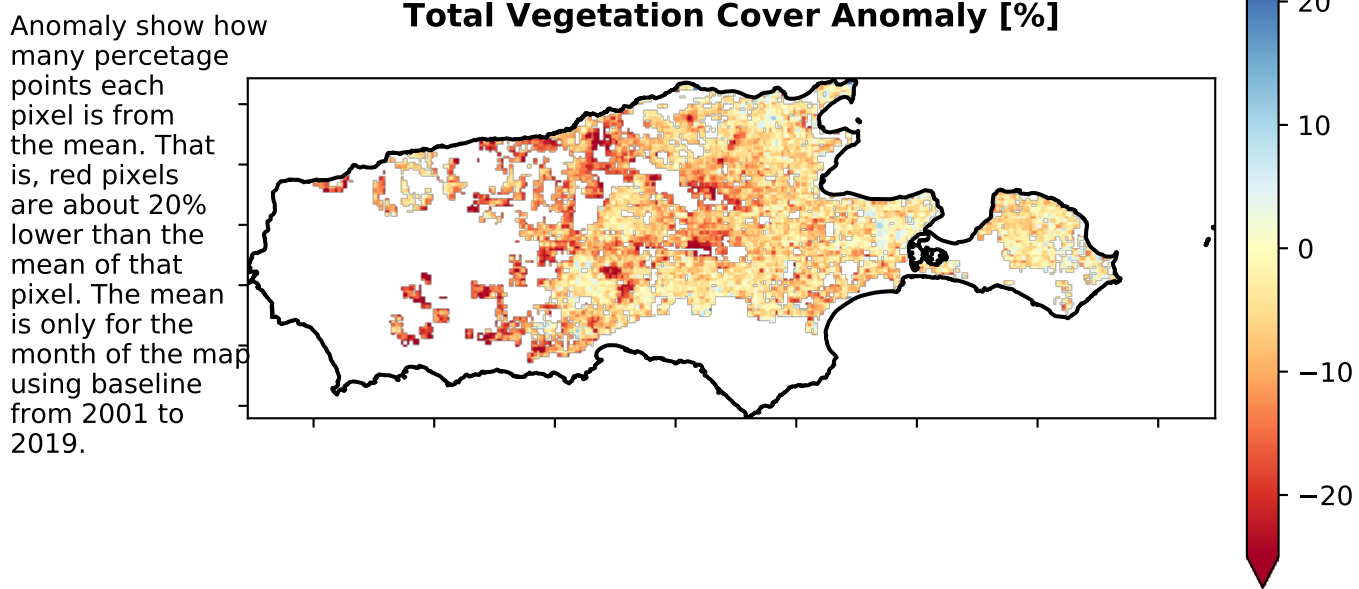 Total Vegetation Cover Anomaly [%]
Anomaly show how
many percetage
points each
pixel is from
the mean. That
is, red pixels
are about 20%
lower than the
mean of that
pixel. The mean
is only for the
month of the map
using baseline
from 2001 to
2019.
20
10
0
−10
−20